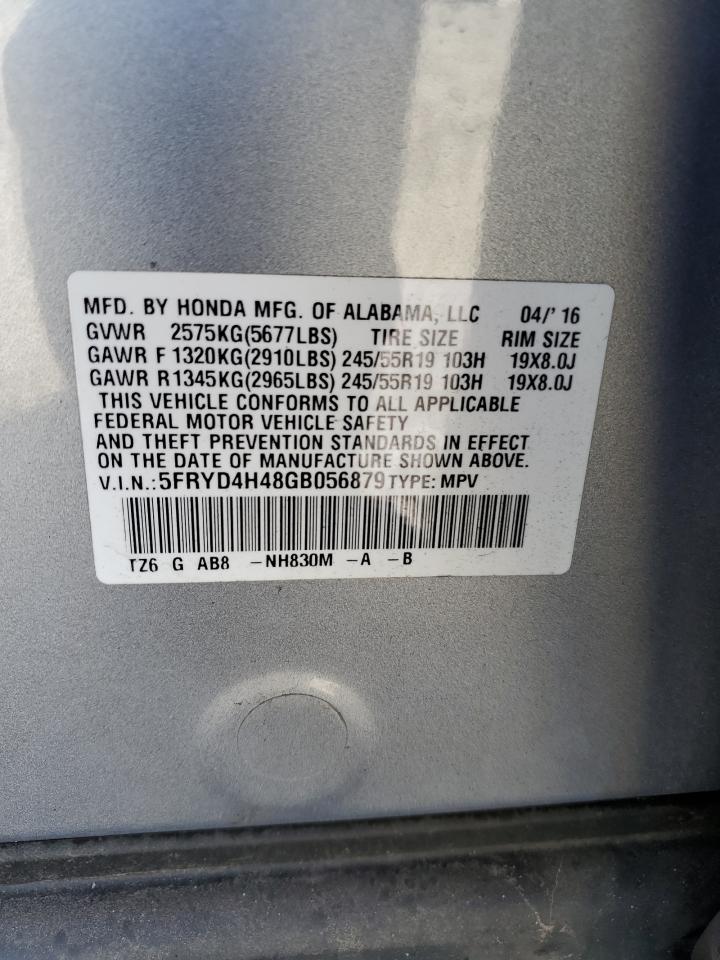 MFD. BY HONDA MFG. OF ALABAMA, LLC 04/' 16
GVWR 2575KG(5677LBS) TIRE SIZE RIM SIZE
GAWR F 1320KG(2910LBS) 245/55R19 103H 19X8.0J
GAWR R1345KG(2965LBS) 245/55R19 103H 19X8.0J
THIS VEHICLE CONFORMS TO ALL APPLICABLE
FEDERAL MOTOR VEHICLE SAFETY
AND THEFT PREVENTION STANDARDS IN EFFECT
ON THE DATE OF MANUFACTURE SHOWN ABOVE.
V.I.N.: 5FRYD4H48GB056879 TYPE: MPV
TZ6 G AB8 -NH830M -A -B